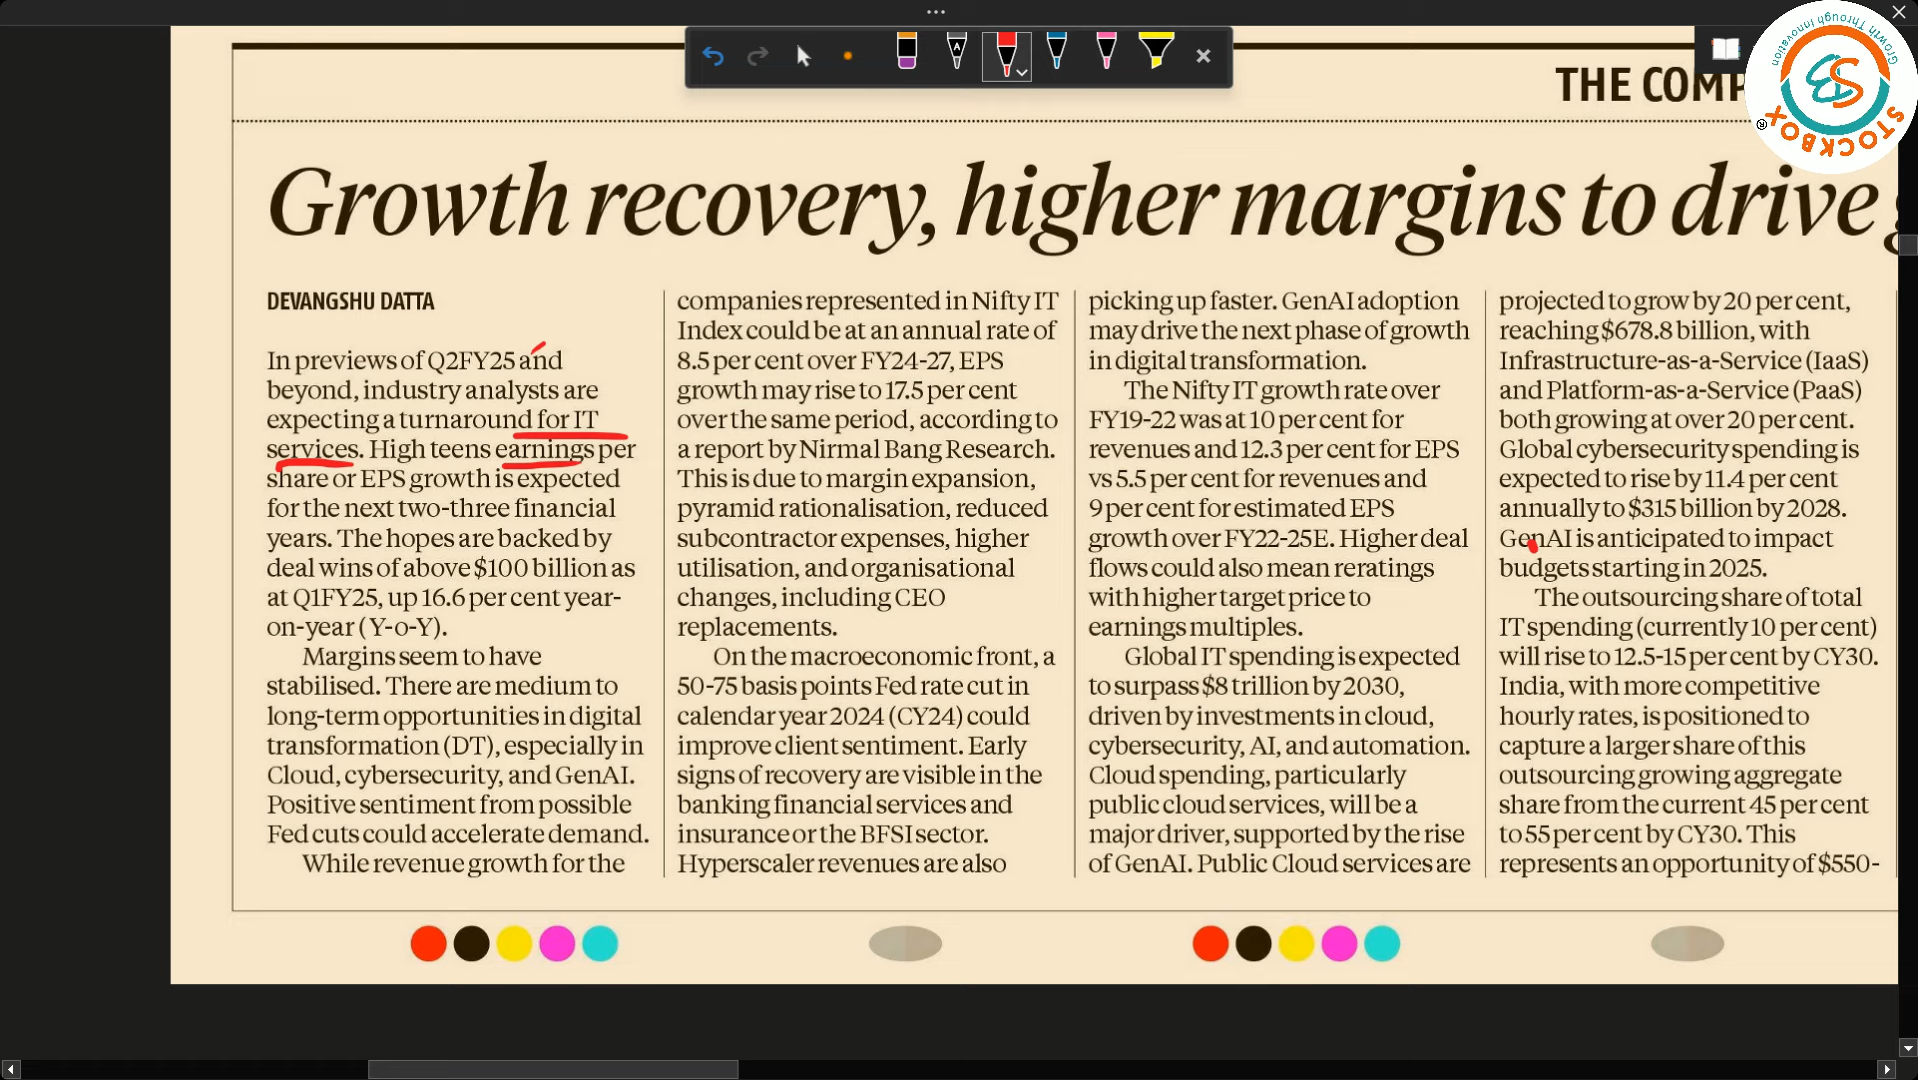 Growth Through Innovation
STOCKBOX®
THE COMP
Growth recovery, higher margins to drive
DEVANGSHU DATTA
In previews of Q2FY25 and
beyond, industry analysts are
expecting a turnaround for IT
services. High teens earnings per
share or EPS growth is expected
for the next two-three financial
years. The hopes are backed by
deal wins of above $100 billion as
at Q1FY25, up 16.6 per cent year-
on-year (Y-o-Y).
Margins seem to have
stabilised. There are medium to
long-term opportunities in digital
transformation (DT), especially in
Cloud, cybersecurity, and GenAI.
Positive sentiment from possible
Fed cuts could accelerate demand.
While revenue growth for the
companies represented in Nifty IT
Index could be at an annual rate of
8.5 per cent over FY24-27, EPS
growth may rise to 17.5 per cent
over the same period, according to
a report by Nirmal Bang Research.
This is due to margin expansion,
pyramid rationalisation, reduced
subcontractor expenses, higher
utilisation, and organisational
changes, including CEO
replacements.
On the macroeconomic front, a
50-75 basis points Fed rate cut in
calendar year 2024 (CY24) could
improve client sentiment. Early
signs of recovery are visible in the
banking financial services and
insurance or the BFSI sector.
Hyperscaler revenues are also
picking up faster. GenAI adoption
may drive the next phase of growth
in digital transformation.
The Nifty IT growth rate over
FY19-22 was at 10 per cent for
revenues and 12.3 per cent for EPS
vs 5.5 per cent for revenues and
9 per cent for estimated EPS
growth over FY22-25E. Higher deal
flows could also mean reratings
with higher target price to
earnings multiples.
Global IT spending is expected
to surpass $8 trillion by 2030,
driven by investments in cloud,
cybersecurity, AI, and automation.
Cloud spending, particularly
public cloud services, will be a
major driver, supported by the rise
of GenAI. Public Cloud services are
projected to grow by 20 per cent,
reaching $678.8 billion, with
Infrastructure-as-a-Service (IaaS)
and Platform-as-a-Service (PaaS)
both growing at over 20 per cent.
Global cybersecurity spending is
expected to rise by 11.4 per cent
annually to $315 billion by 2028.
GenAI is anticipated to impact
budgets starting in 2025.
The outsourcing share of total
IT spending (currently 10 per cent)
will rise to 12.5-15 per cent by CY30.
India, with more competitive
hourly rates, is positioned to
capture a larger share of this
outsourcing growing aggregate
share from the current 45 per cent
to 55 per cent by CY30. This
represents an opportunity of $550-